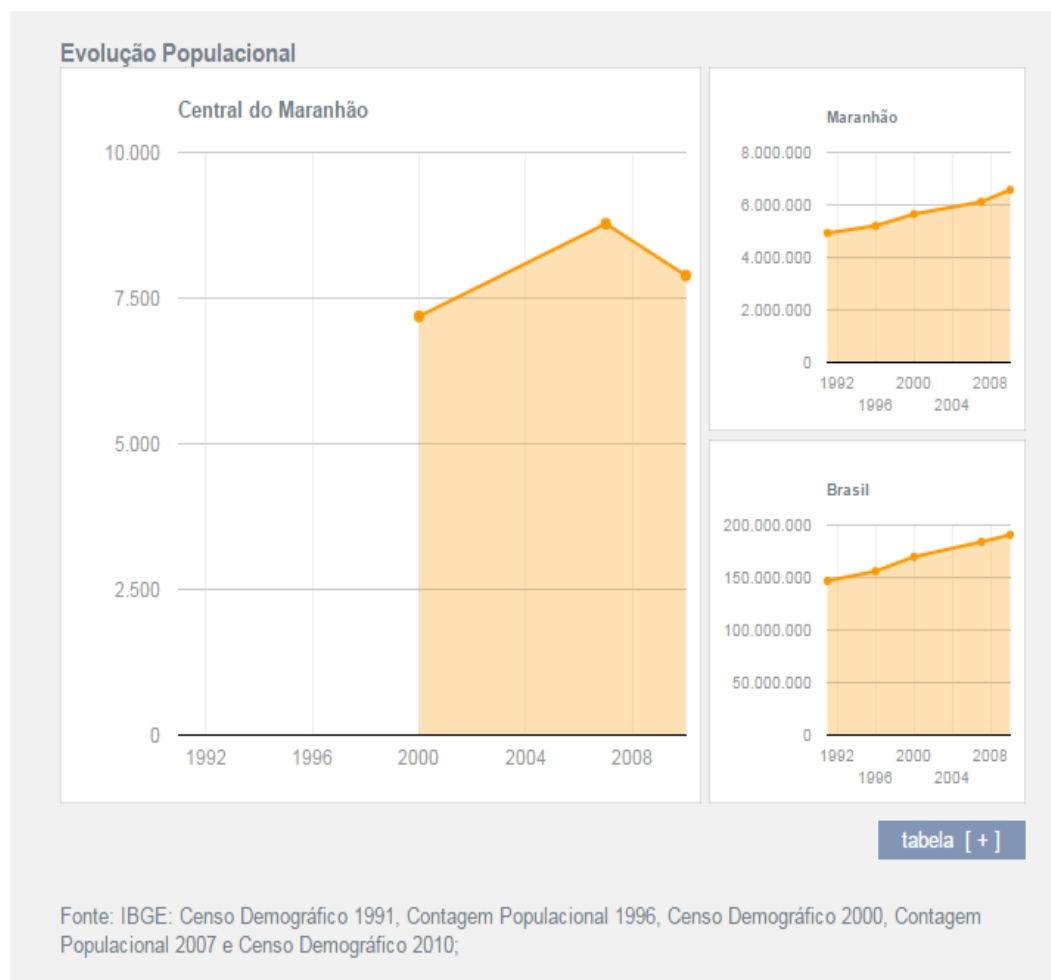 Evolução Populacional
Central do Maranhão
10.000
7.500
5.000
2.500
0
1992 1996 2000 2004 2008
Maranhão
8.000.000
6.000.000
4.000.000
2.000.000
0
1992 2000 2008
1996 2004
Brasil
200.000.000
150.000.000
100.000.000
50.000.000
0
1992 2000 2008
1996 2004
tabela [ + ]
Fonte: IBGE: Censo Demográfico 1991, Contagem Populacional 1996, Censo Demográfico 2000, Contagem
Populacional 2007 e Censo Demográfico 2010;